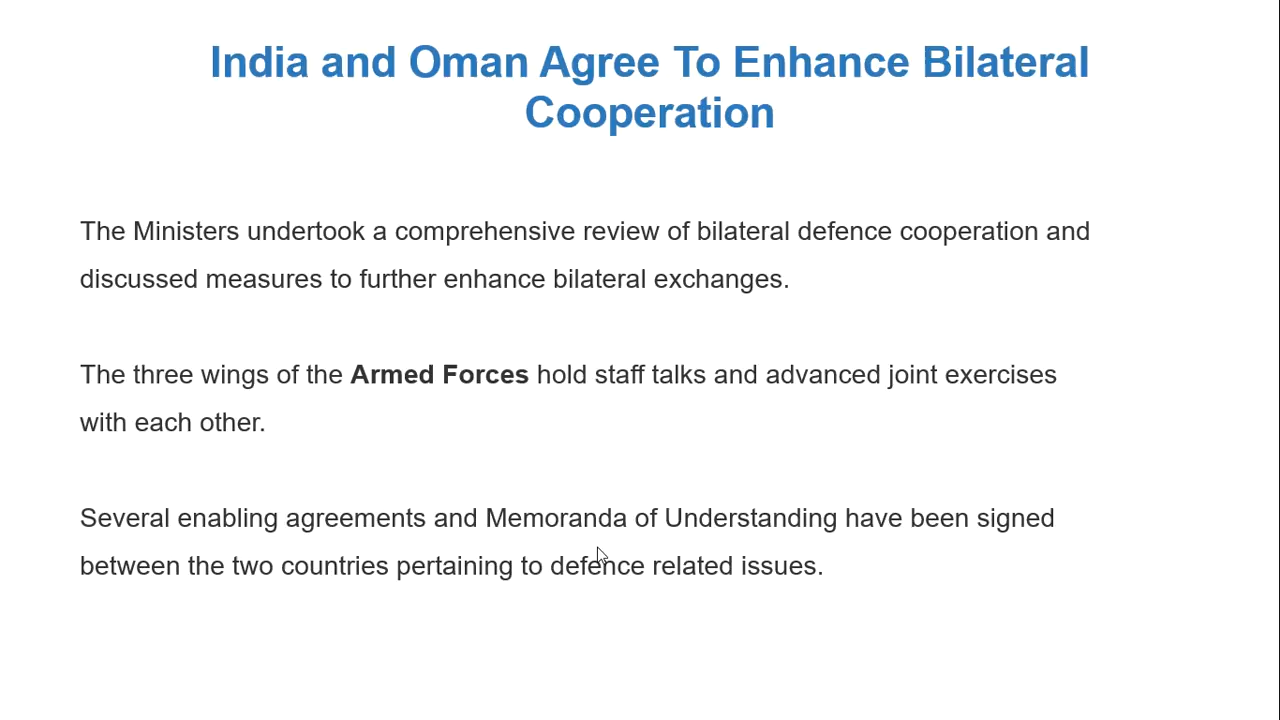 India and Oman Agree To Enhance Bilateral
Cooperation
The Ministers undertook a comprehensive review of bilateral defence cooperation and
discussed measures to further enhance bilateral exchanges.
The three wings of the Armed Forces hold staff talks and advanced joint exercises
with each other.
Several enabling agreements and Memoranda of Understanding have been signed
between the two countries pertaining to defence related issues.